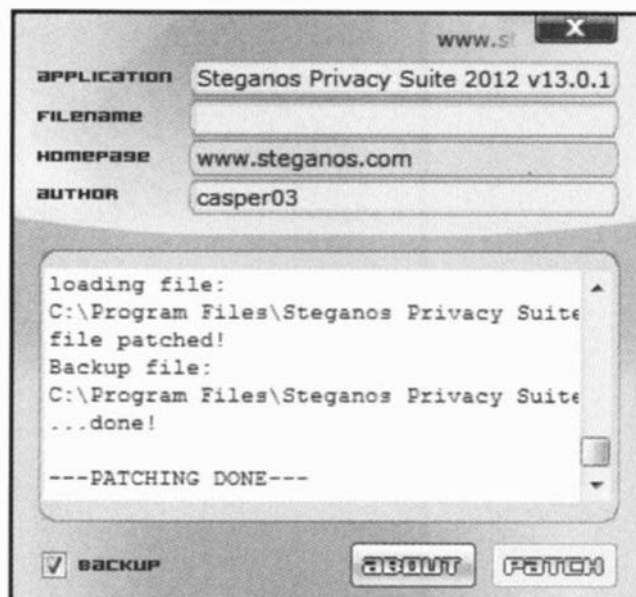 www.st
X
APPLICATION Steganos Privacy Suite 2012 v13.0.1
FILENAME
HOMEPAGE www.steganos.com
AUTHOR casper03
loading file:
C:\Program Files\Steganos Privacy Suite
file patched!
Backup file:
C:\Program Files\Steganos Privacy Suite
...done!
---PATCHING DONE---
BACKUP ABOUT PATCH